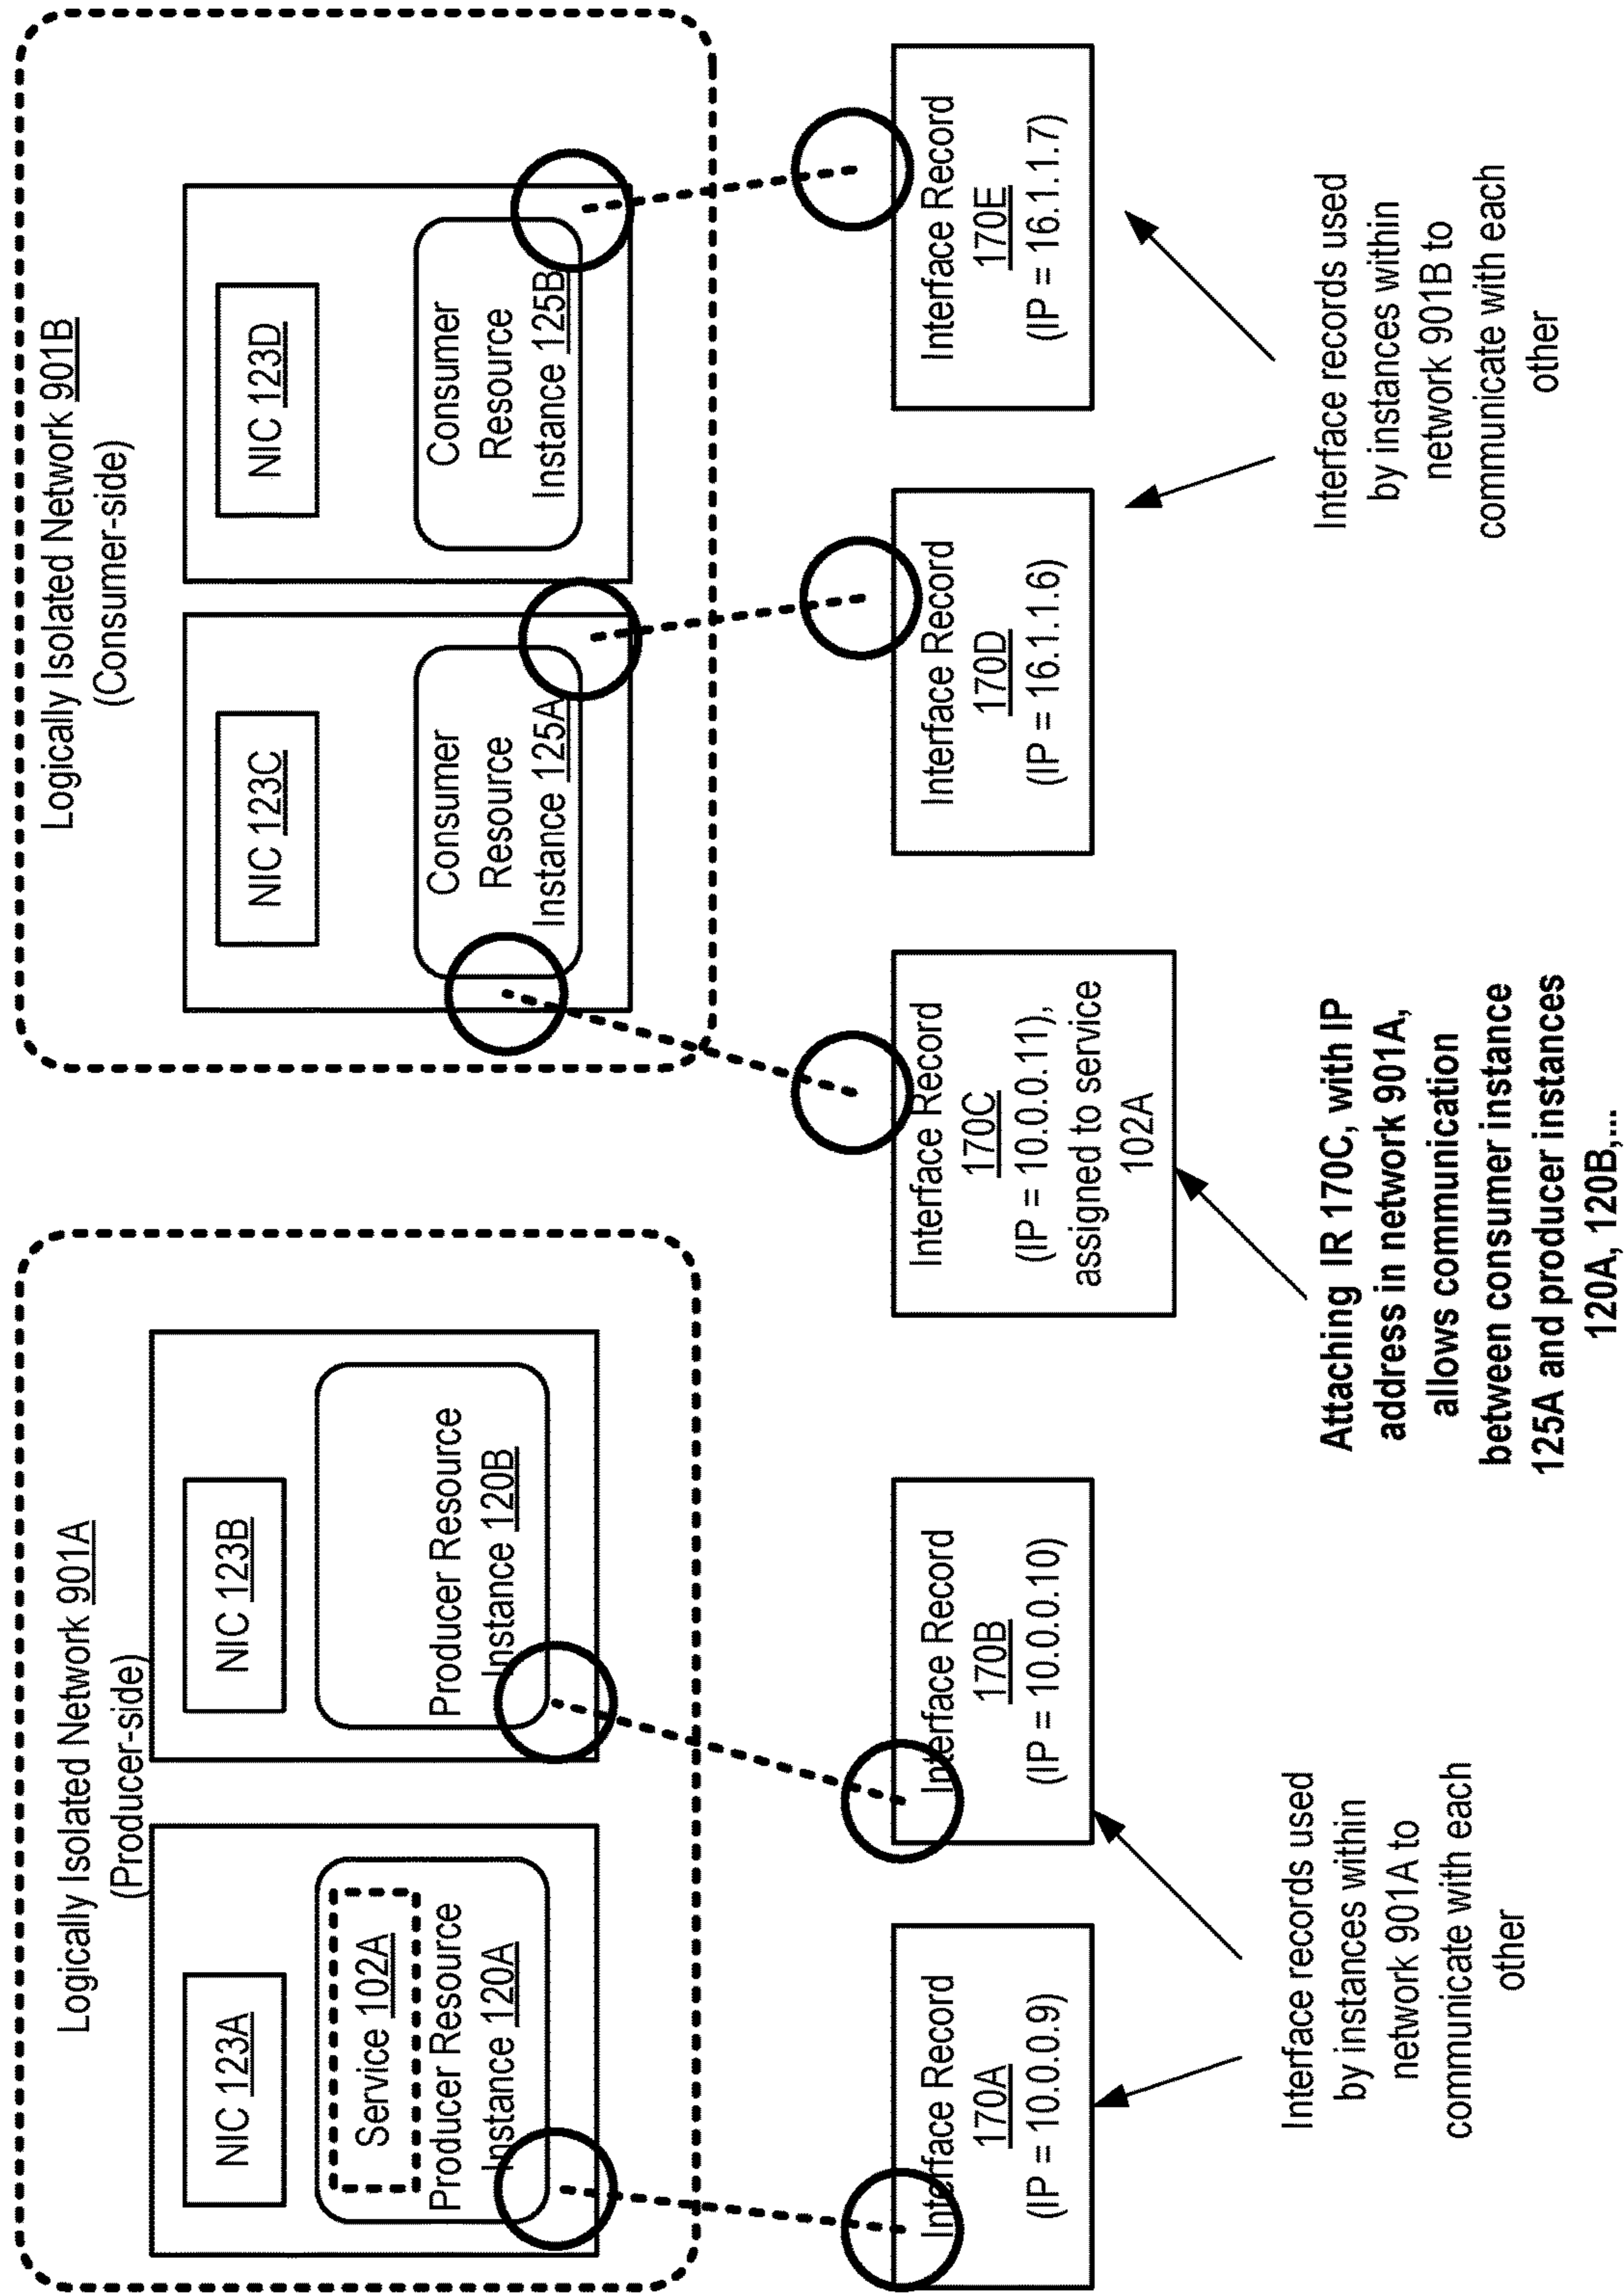 Logically Isolated Network 901A
(Producer-side)
NIC 123A
Service 102A
Producer Resource
Instance 120A
NIC 123B
Producer Resource
Instance 120B
Logically Isolated Network 901B
(Consumer-side)
NIC 123C
Consumer
Resource
Instance 125A
NIC 123D
Consumer
Resource
Instance 125B
Interface Record
170A
(IP = 10.0.0.9)
Interface Record
170B
(IP = 10.0.0.10)
Interface Record
170C
(IP = 10.0.0.11),
assigned to service
102A
Interface Record
170D
(IP = 16.1.1.6)
Interface Record
170E
(IP = 16.1.1.7)
Interface records used
by instances within
network 901A to
communicate with each
other
Attaching IR 170C, with IP
address in network 901A,
allows communication
between consumer instance
125A and producer instances
120A, 120B,...
Interface records used
by instances within
network 901B to
communicate with each
other